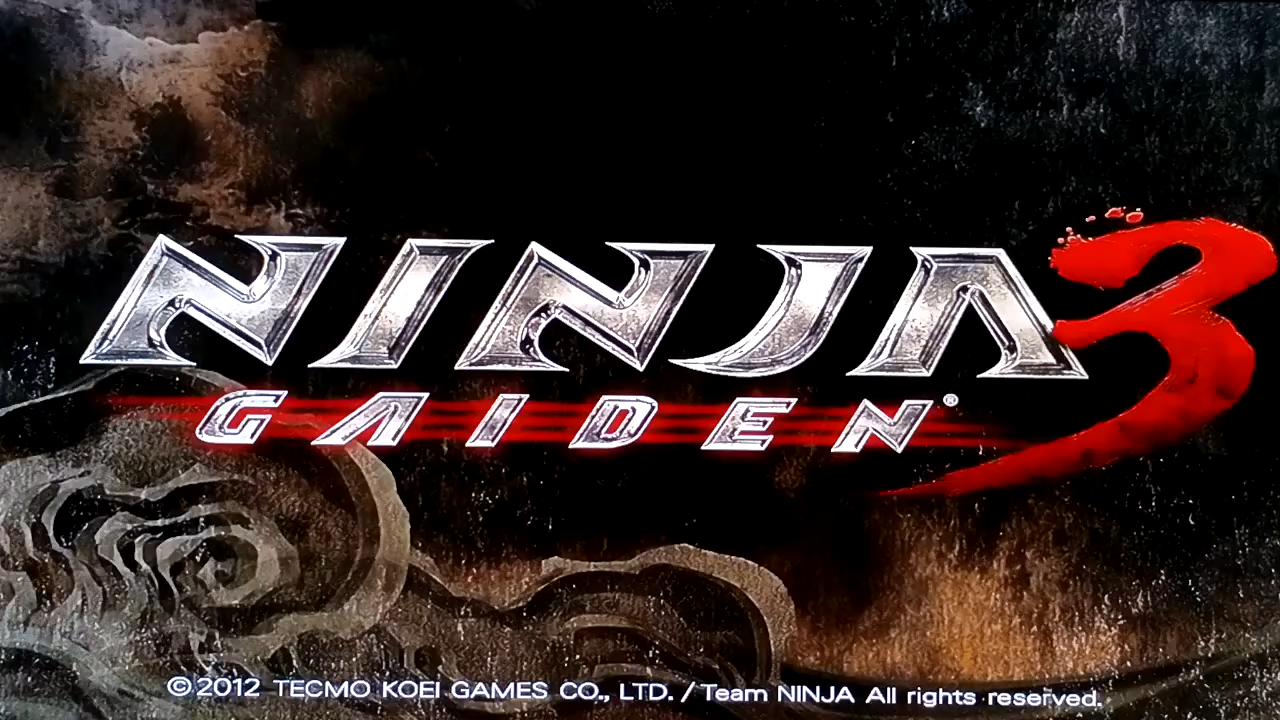 NINJA 3
GAIDEN®
© 2012 TECMO KOEI GAMES CO., LTD. / Team NINJA All rights reserved.